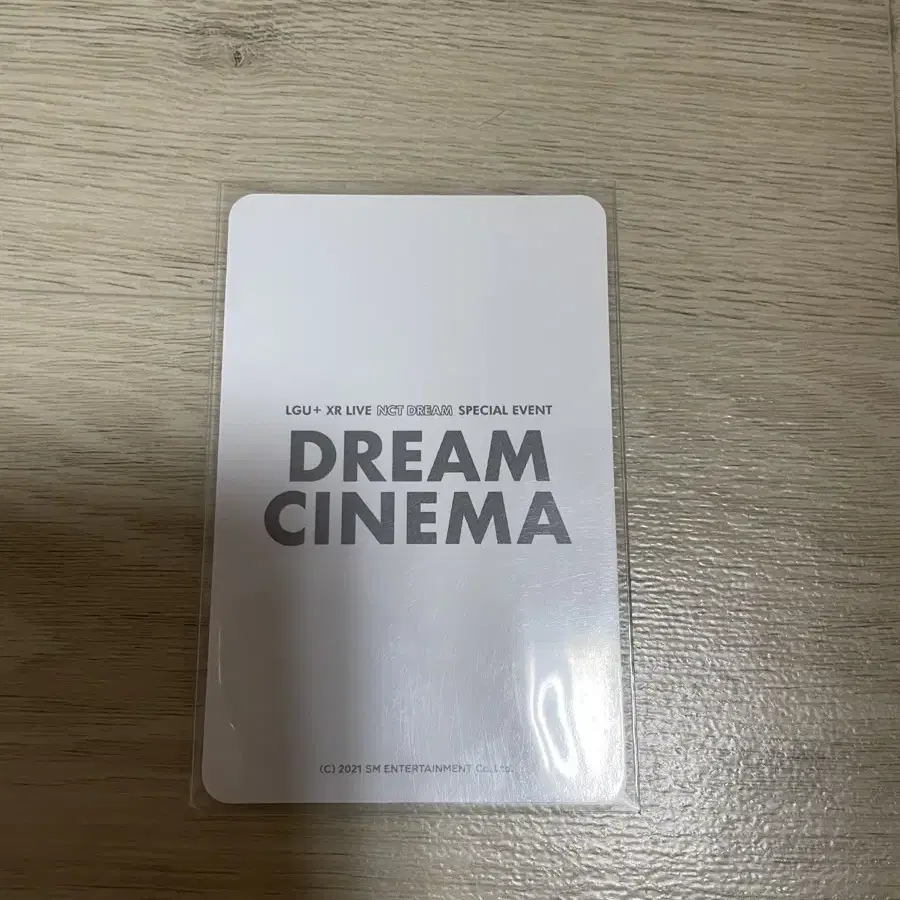 LGU+ XR LIVE NCT DREAM SPECIAL EVENT
DREAM
CINEMA
(C) 2021 SM ENTERTAINMENT Co., Ltd.